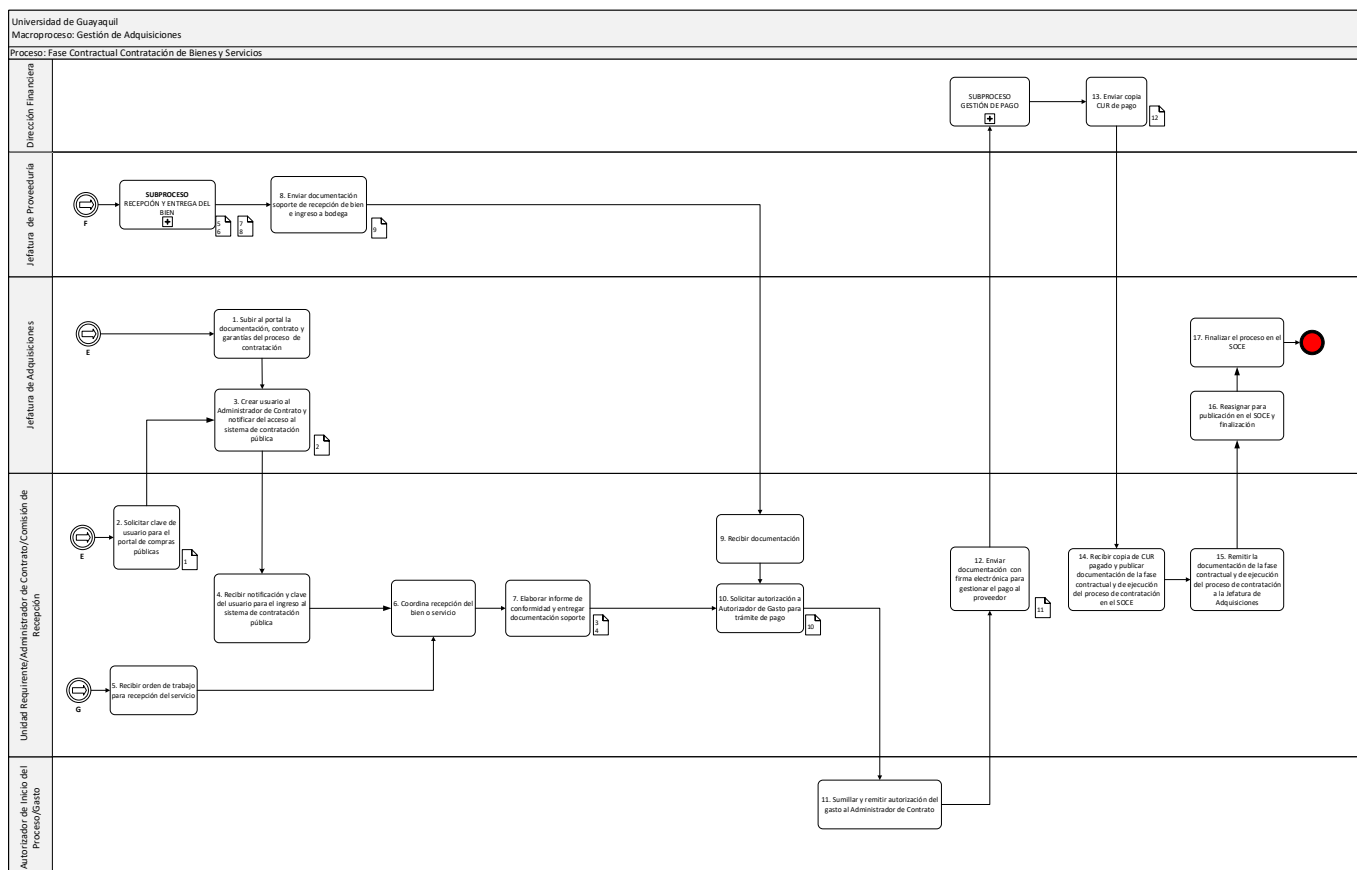 Universidad de Guayaquil
Macroproceso: Gestión de Adquisiciones
Proceso: Fase Contractual Contratación de Bienes y Servicios
Dirección Financiera
SUBPROCESO
GESTIÓN DE PAGO
13. Enviar copia
CUR de pago
12
Jefatura de Proveeduría
F
SUBPROCESO
RECEPCIÓN Y ENTREGA DEL
BIEN
5
6
7
8
8. Enviar documentación
soporte de recepción de bien
e ingreso a bodega
9
Jefatura de Adquisiciones
E
1. Subir al portal la
documentación, contrato y
garantías del proceso de
contratación
3. Crear usuario al
Administrador de Contrato y
notificar del acceso al
sistema de contratación
pública
2
17. Finalizar el proceso en el
SOCE
16. Reasignar para
publicación en el SOCE y
finalización
Unidad Requirente/Administrador de Contrato/Comisión de
Recepción
E
2. Solicitar clave de
usuario para el
portal de compras
públicas
1
4. Recibir notificación y clave
del usuario para el ingreso al
sistema de contratación
pública
G
5. Recibir orden de trabajo
para recepción del servicio
6. Coordina recepción del
bien o servicio
7. Elaborar informe de
conformidad y entregar
documentación soporte
3
4
9. Recibir documentación
10. Solicitar autorización a
Autorizador de Gasto para
trámite de pago
10
12. Enviar
documentación con
firma electrónica para
gestionar el pago al
proveedor
11
14. Recibir copia de CUR
pagado y publicar
documentación de la fase
contractual y de ejecución
del proceso de contratación
en el SOCE
15. Remitir la
documentación de la fase
contractual y de ejecución
del proceso de contratación
a la Jefatura de
Adquisiciones
Autorizador de Inicio del
Proceso/Gasto
11. Sumillar y remitir autorización del
gasto al Administrador de Contrato